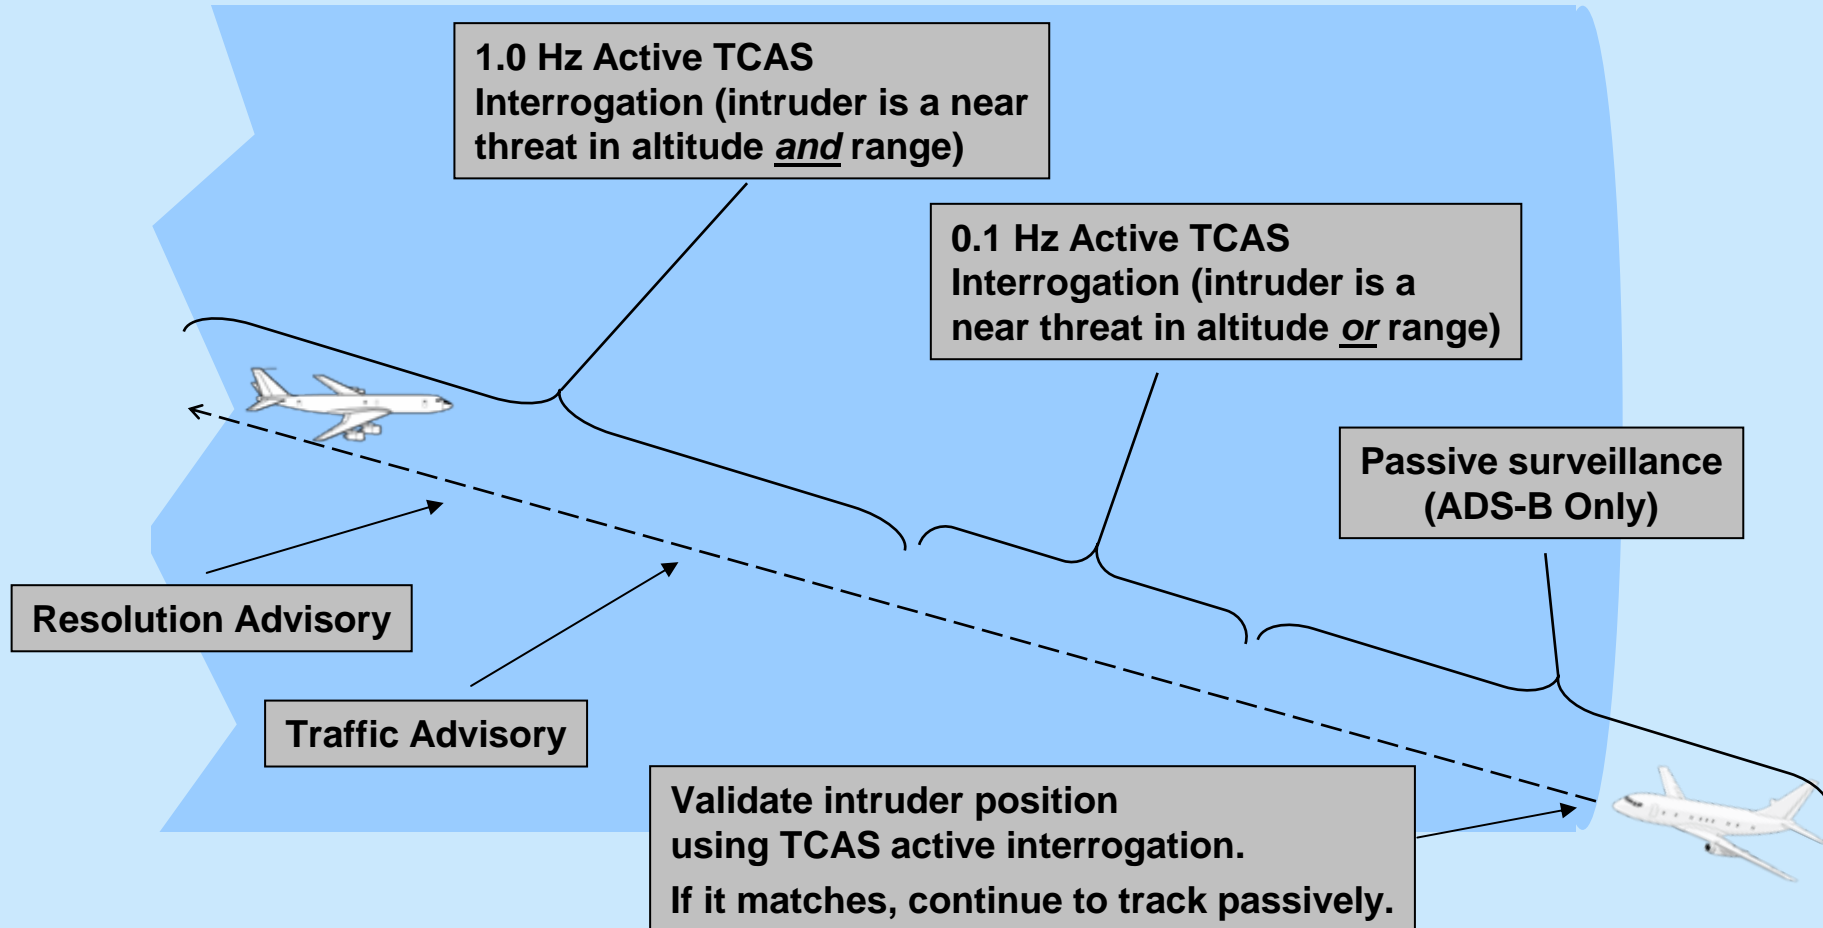 1.0 Hz Active TCAS
Interrogation (intruder is a near
threat in altitude and range)
0.1 Hz Active TCAS
Interrogation (intruder is a
near threat in altitude or range)
Passive surveillance
(ADS-B Only)
Resolution Advisory
Traffic Advisory
Validate intruder position
using TCAS active interrogation.
If it matches, continue to track passively.